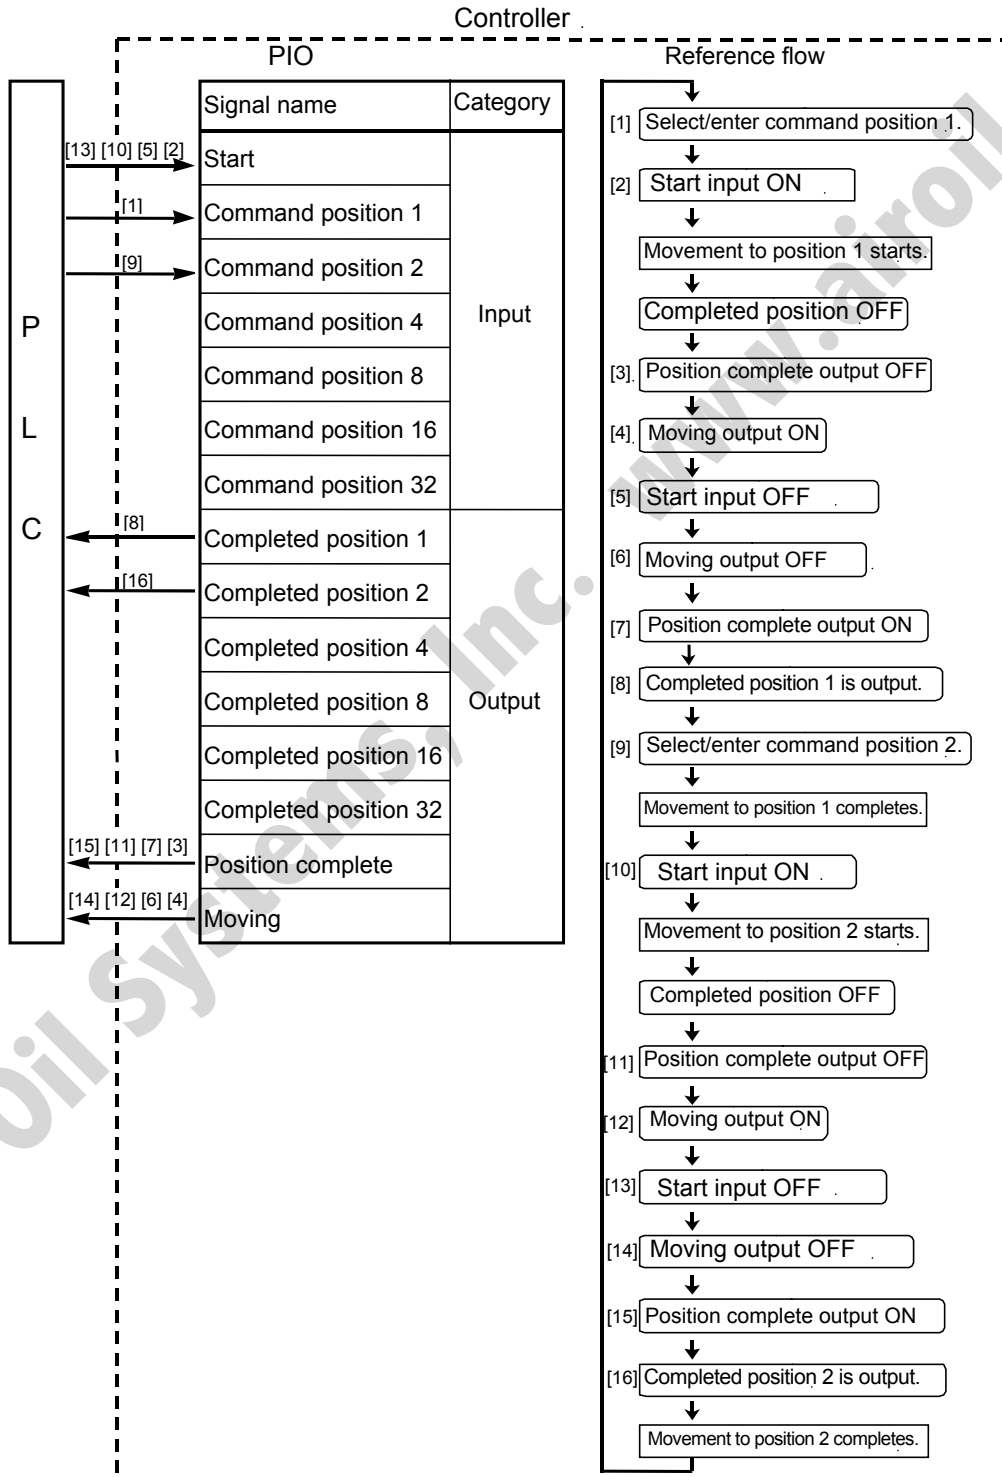 Controller
PIO
Reference flow
P
L
C
Signal name
Category
[13] [10] [5] [2]
Start
[1]
Command position 1
[9]
Command position 2
Command position 4
Command position 8
Command position 16
Command position 32
Input
[8]
Completed position 1
[16]
Completed position 2
Completed position 4
Completed position 8
Completed position 16
Completed position 32
[15] [11] [7] [3]
Position complete
[14] [12] [6] [4]
Moving
Output
[1] Select/enter command position 1.
[2] Start input ON
Movement to position 1 starts.
Completed position OFF
[3] Position complete output OFF
[4] Moving output ON
[5] Start input OFF
[6] Moving output OFF
[7] Position complete output ON
[8] Completed position 1 is output.
[9] Select/enter command position 2.
Movement to position 1 completes.
[10] Start input ON
Movement to position 2 starts.
Completed position OFF
[11] Position complete output OFF
[12] Moving output ON
[13] Start input OFF
[14] Moving output OFF
[15] Position complete output ON
[16] Completed position 2 is output.
Movement to position 2 completes.
Oil Systems, Inc. www.airoil